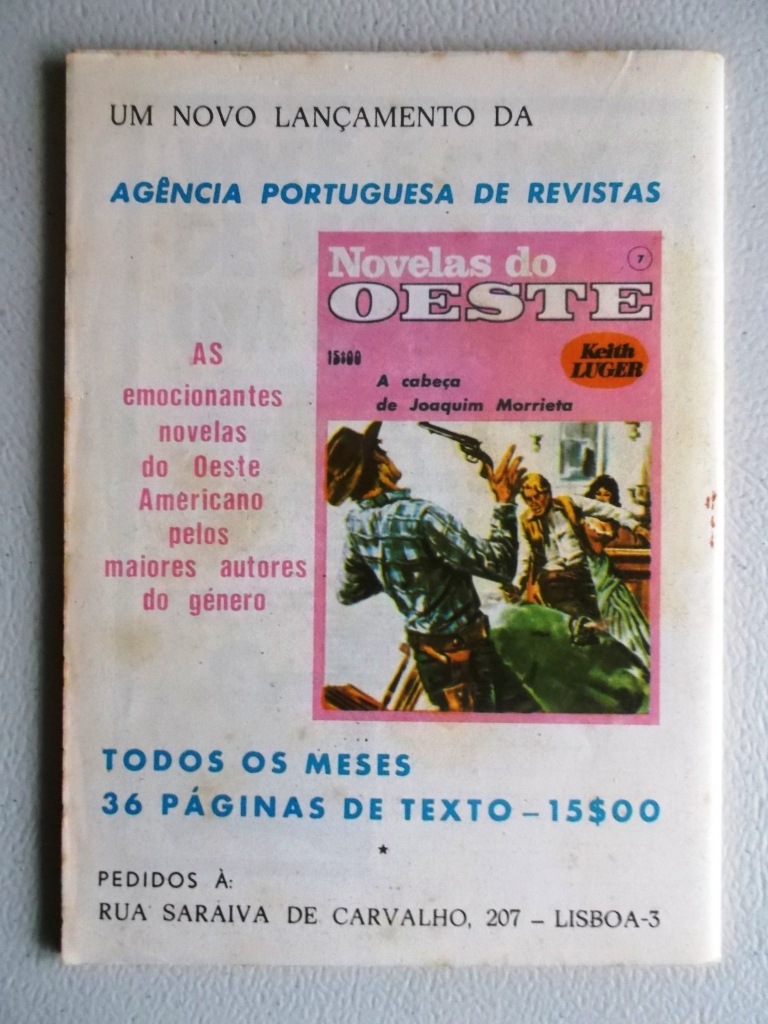 UM NOVO LANÇAMENTO DA
AGÊNCIA PORTUGUESA DE REVISTAS
Novelas do
7
OESTE
15$00
Keith
LUGER
A cabeça
de Joaquim Morrieta
AS
emocionantes
novelas
do Oeste
Americano
pelos
maiores autores
do género
TODOS OS MESES
36 PÁGINAS DE TEXTO – 15$00
★
PEDIDOS À:
RUA SARAIVA DE CARVALHO, 207 – LISBOA-3